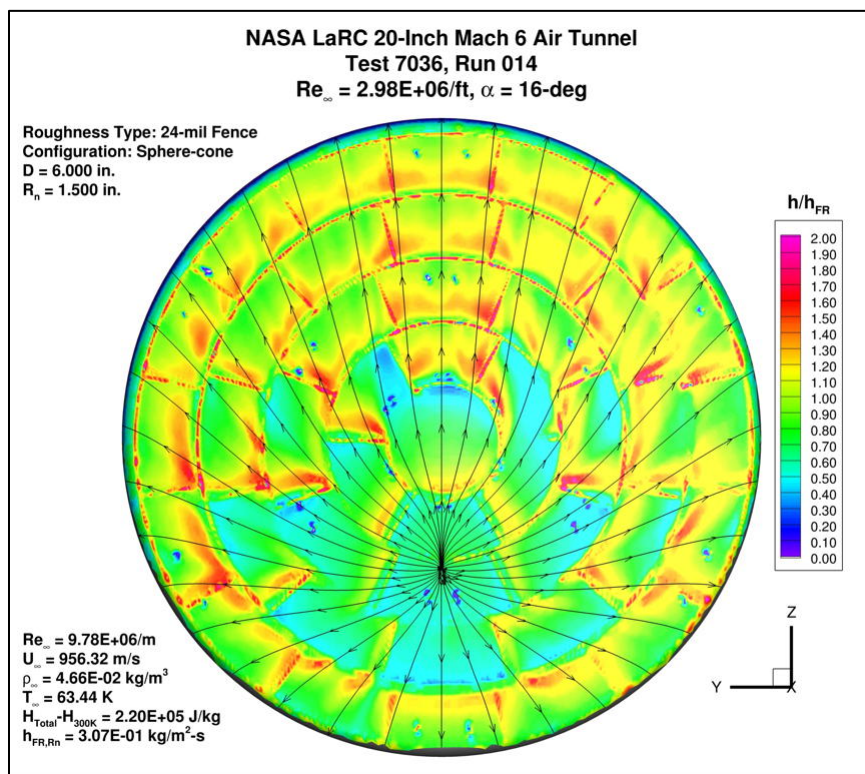 NASA LaRC 20-Inch Mach 6 Air Tunnel
Test 7036, Run 014
Re∞ = 2.98E+06/ft, α = 16-deg
Roughness Type: 24-mil Fence
Configuration: Sphere-cone
D = 6.000 in.
Rn = 1.500 in.
h/hFR
2.00
1.90
1.80
1.70
1.60
1.50
1.40
1.30
1.20
1.10
1.00
0.90
0.80
0.70
0.60
0.50
0.40
0.30
0.20
0.10
0.00
Re∞ = 9.78E+06/m
U∞ = 956.32 m/s
ρ∞ = 4.66E-02 kg/m³
T∞ = 63.44 K
HTotal-H300K = 2.20E+05 J/kg
hFR,Rn = 3.07E-01 kg/m²-s
Z
Y
X